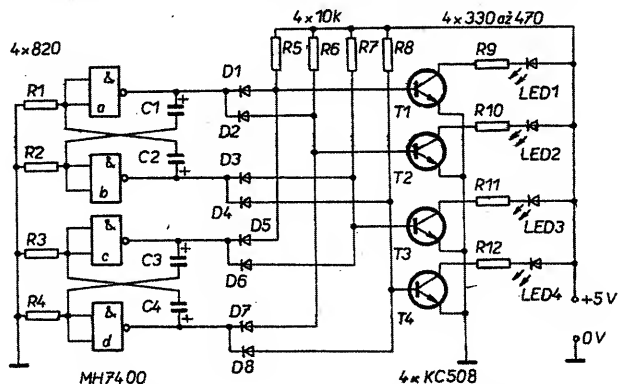 4×820
4×10k
4×330 až 470
R1
R2
R3
R4
&
a
&
b
&
c
&
d
C1
+
C2
+
C3
+
C4
+
D1
D2
D3
D4
D5
D6
D7
D8
R5
R6
R7
R8
T1
T2
T3
T4
R9
LED1
R10
LED2
R11
LED3
R12
LED4
+5V
0V
MH7400
4×KC508